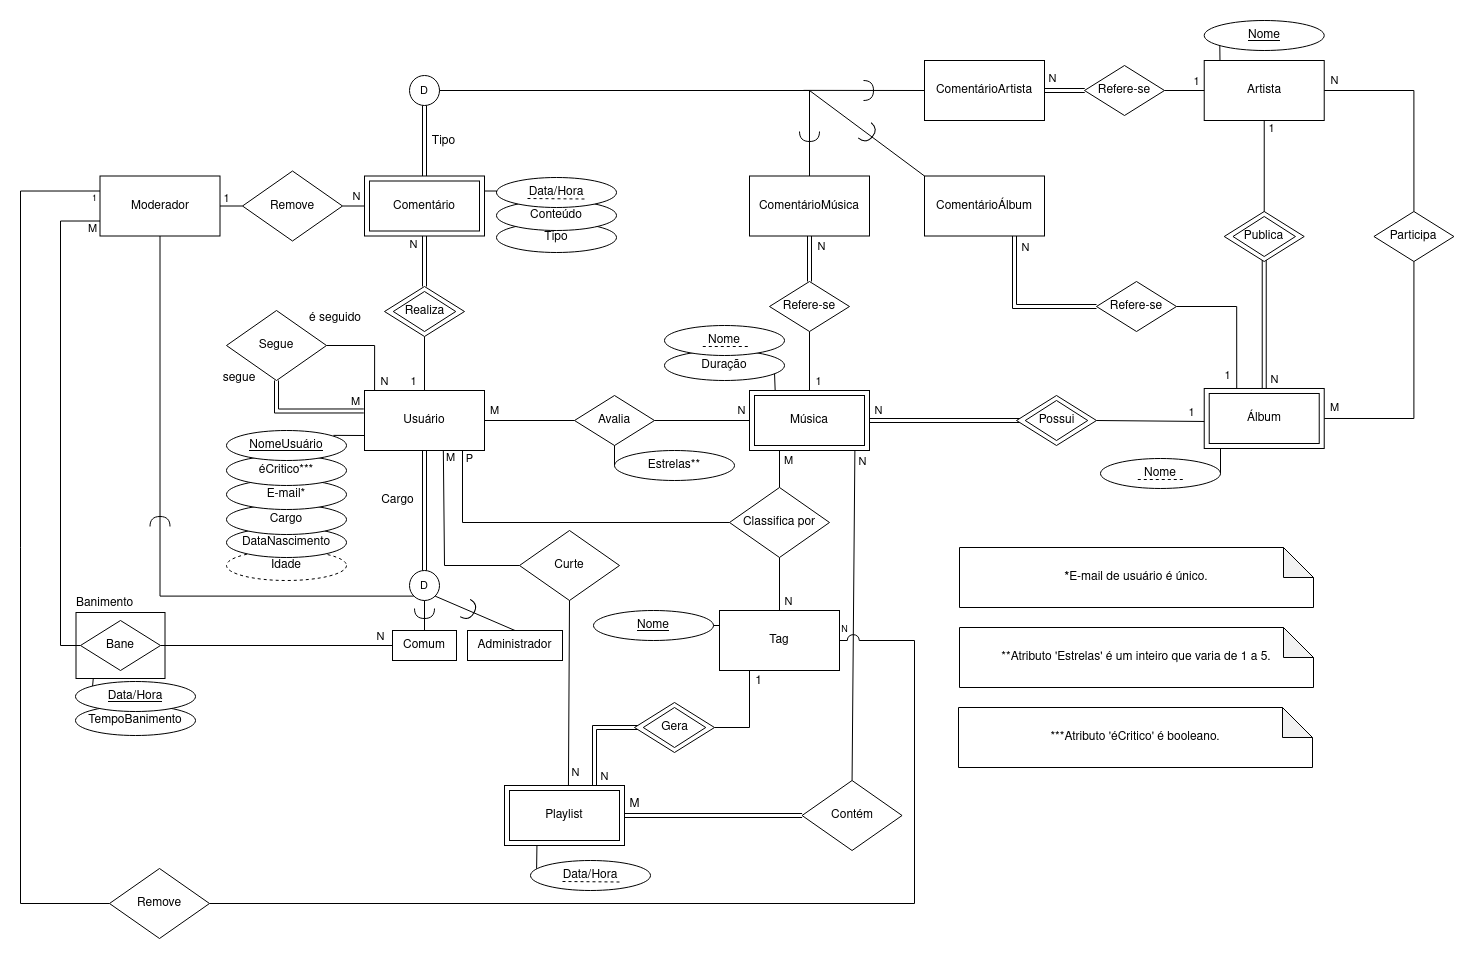 Nome
D
ComentárioArtista
N
Refere-se
1
Artista
N
1
Tipo
Moderador
1
M
1
Remove
N
Comentário
N
Data/Hora
Conteúdo
Tipo
ComentárioMúsica
N
ComentárioÁlbum
N
Publica
Participa
Realiza
Refere-se
Refere-se
é seguido
Segue
segue
N
M
1
Nome
Duração
1
1
N
Usuário
M
Avalia
N
Música
N
Possui
1
Álbum
M
NomeUsuário
éCritico***
E-mail*
Cargo
DataNascimento
Idade
M
P
Estrelas**
M
N
Nome
Cargo
Classifica por
Curte
D
*E-mail de usuário é único.
Banimento
Bane
N
Comum
Administrador
Nome
N
Tag
N
**Atributo 'Estrelas' é um inteiro que varia de 1 a 5.
Data/Hora
TempoBanimento
1
Gera
***Atributo 'éCritico' é booleano.
N
N
Playlist
M
Contém
Data/Hora
Remove